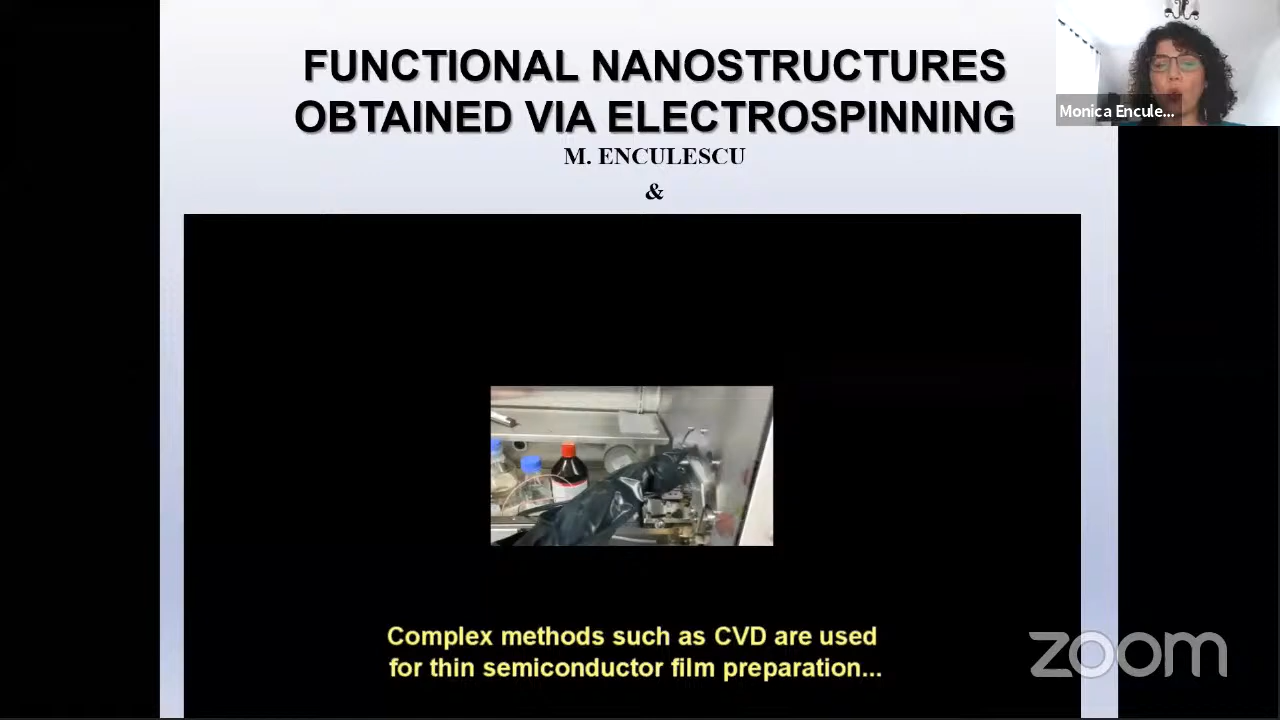 FUNCTIONAL NANOSTRUCTURES
OBTAINED VIA ELECTROSPINNING
M. ENCULESCU
&
Monica Encule...
Complex methods such as CVD are used
for thin semiconductor film preparation...
zoom